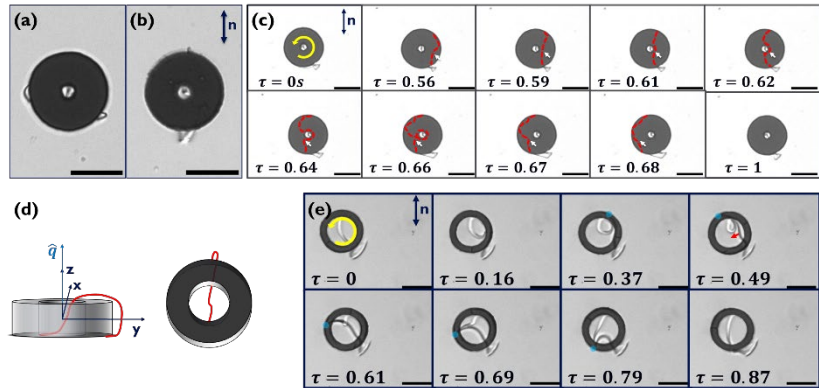 (a)
(b)
n
(c)
n
τ = 0s
τ = 0.56
τ = 0.59
τ = 0.61
τ = 0.62
τ = 0.64
τ = 0.66
τ = 0.67
τ = 0.68
τ = 1
(d)
q̂
z
x
y
(e)
n
τ = 0
τ = 0.16
τ = 0.37
τ = 0.49
τ = 0.61
τ = 0.69
τ = 0.79
τ = 0.87